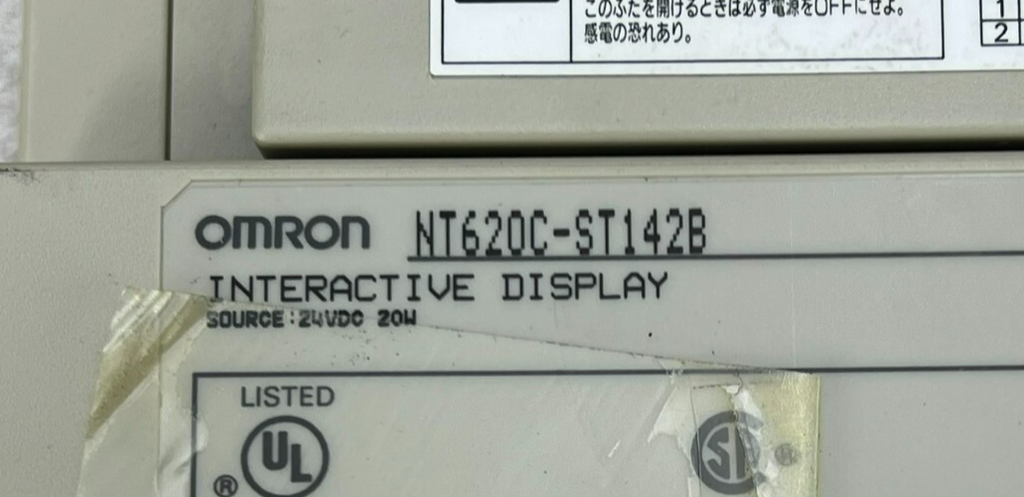 このふたを開けるときは必ず電源をOFFにせよ。
感電の恐れあり。
1
2
OMRON NT620C-ST142B
INTERACTIVE DISPLAY
SOURCE:24VDC 20W
LISTED
UL
®
SA ®